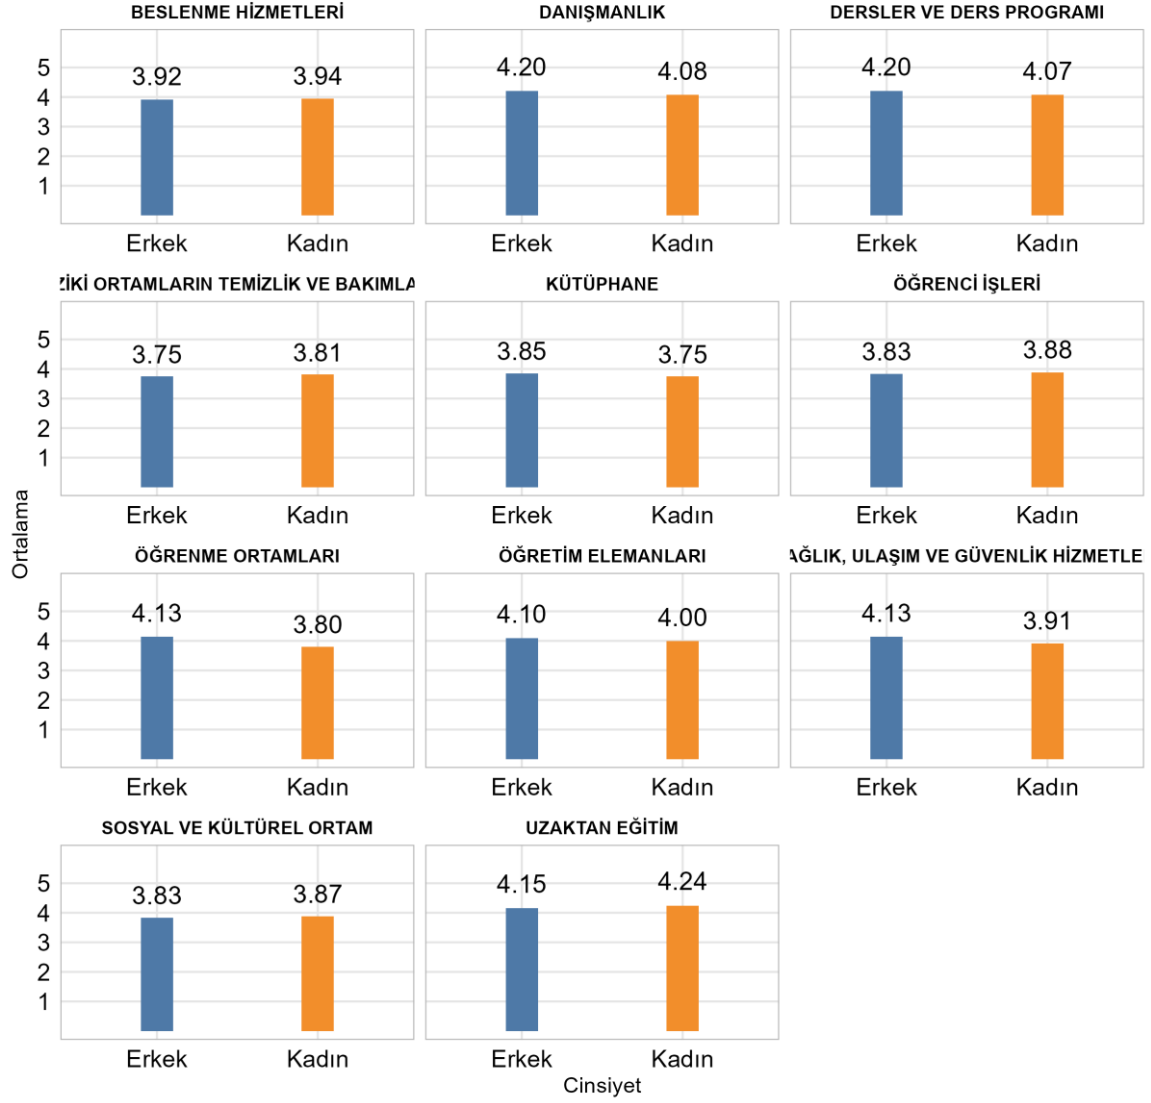 BESLENME HİZMETLERİ
DANIŞMANLIK
DERSLER VE DERS PROGRAMI
5
4
3
2
1
3.92
3.94
4.20
4.08
4.20
4.07
Erkek
Kadın
Erkek
Kadın
Erkek
Kadın
ZİKİ ORTAMLARIN TEMİZLİK VE BAKIMLA
KÜTÜPHANE
ÖĞRENCİ İŞLERİ
5
4
3
2
1
3.75
3.81
3.85
3.75
3.83
3.88
Erkek
Kadın
Erkek
Kadın
Erkek
Kadın
Ortalama
ÖĞRENME ORTAMLARI
ÖĞRETİM ELEMANLARI
AĞLIK, ULAŞIM VE GÜVENLİK HİZMETLE
5
4
3
2
1
4.13
3.80
4.10
4.00
4.13
3.91
Erkek
Kadın
Erkek
Kadın
Erkek
Kadın
SOSYAL VE KÜLTÜREL ORTAM
UZAKTAN EĞİTİM
5
4
3
2
1
3.83
3.87
4.15
4.24
Erkek
Kadın
Erkek
Kadın
Cinsiyet